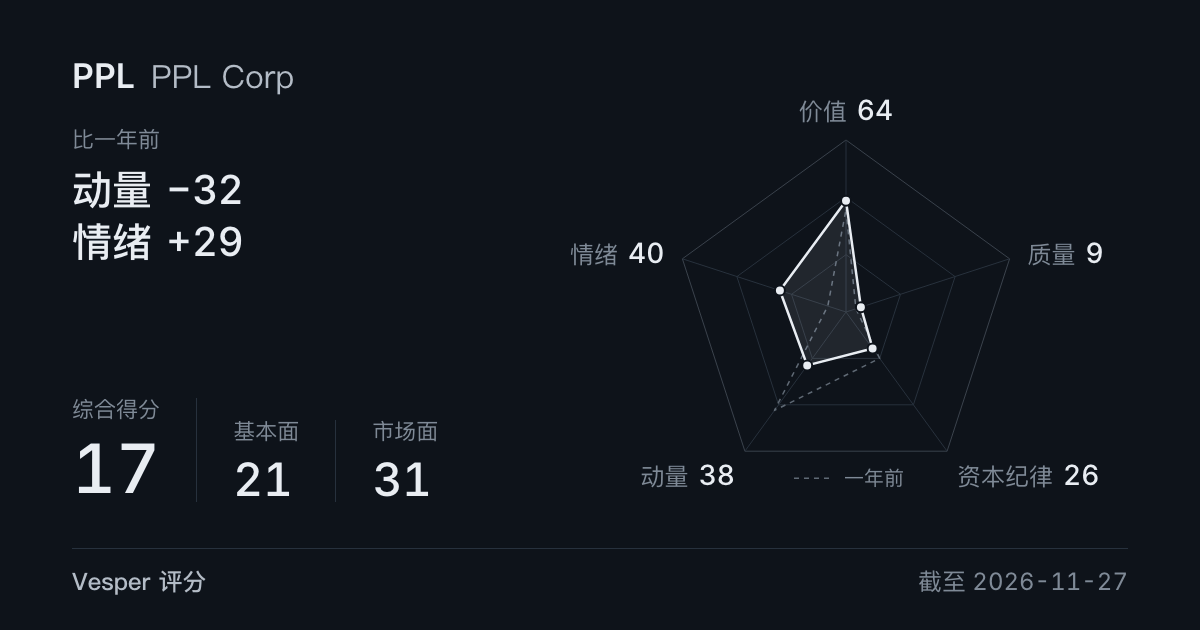 PPL PPL Corp
比一年前
动量 −32
情绪 +29
综合得分
17
基本面
21
市场面
31
价值 64
质量 9
资本纪律 26
动量 38
情绪 40
一年前
Vesper 评分
截至 2026-11-27